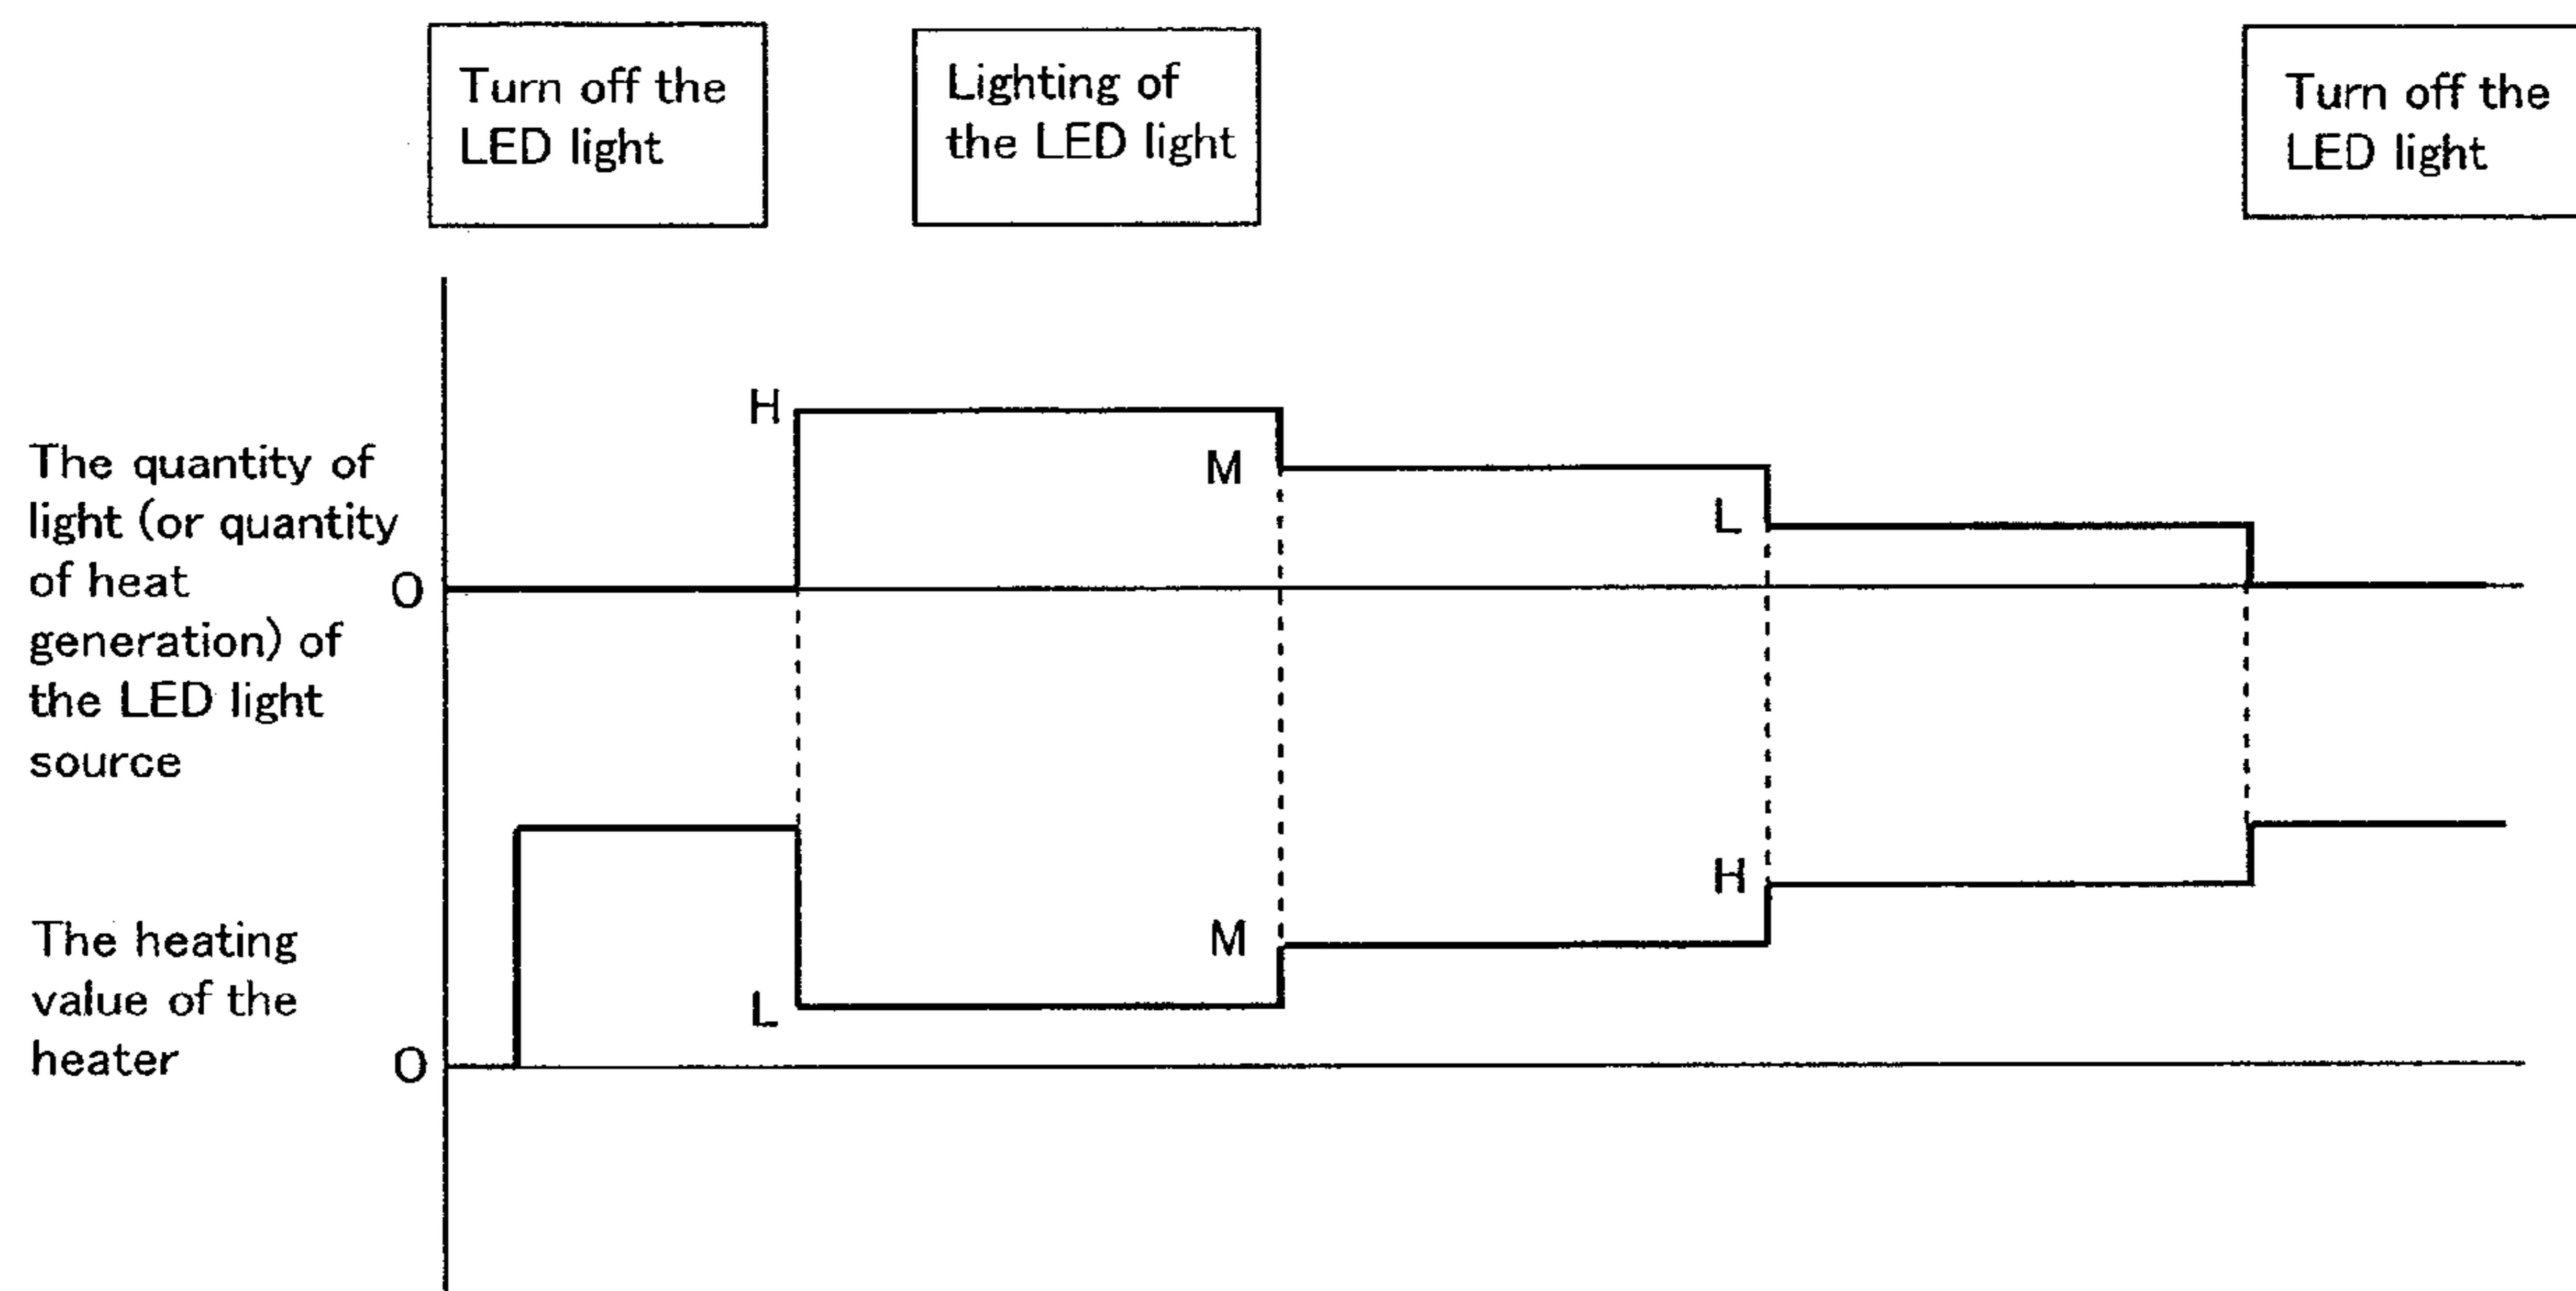 Turn off the
LED light
Lighting of
the LED light
Turn off the
LED light
H
M
L
The quantity of
light (or quantity
of heat
generation) of
the LED light
source
O
H
M
L
The heating
value of the
heater
O